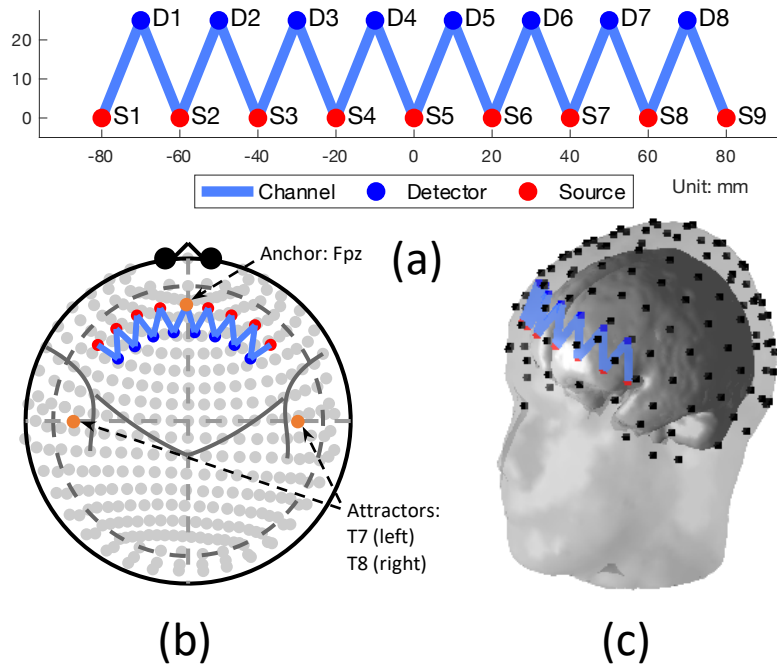 D1 D2 D3 D4 D5 D6 D7 D8
20
0
S1 S2 S3 S4 S5 S6 S7 S8 S9
-80 -60 -40 -20 0 20 40 60 80
Channel Detector Source
Unit: mm
(a)
Anchor: Fpz
Attractors:
T7 (left)
T8 (right)
(b)
(c)